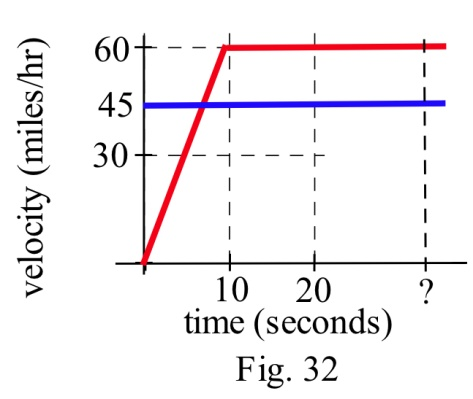 velocity (miles/hr)
60
45
30
10 20 ?
time (seconds)
Fig. 32